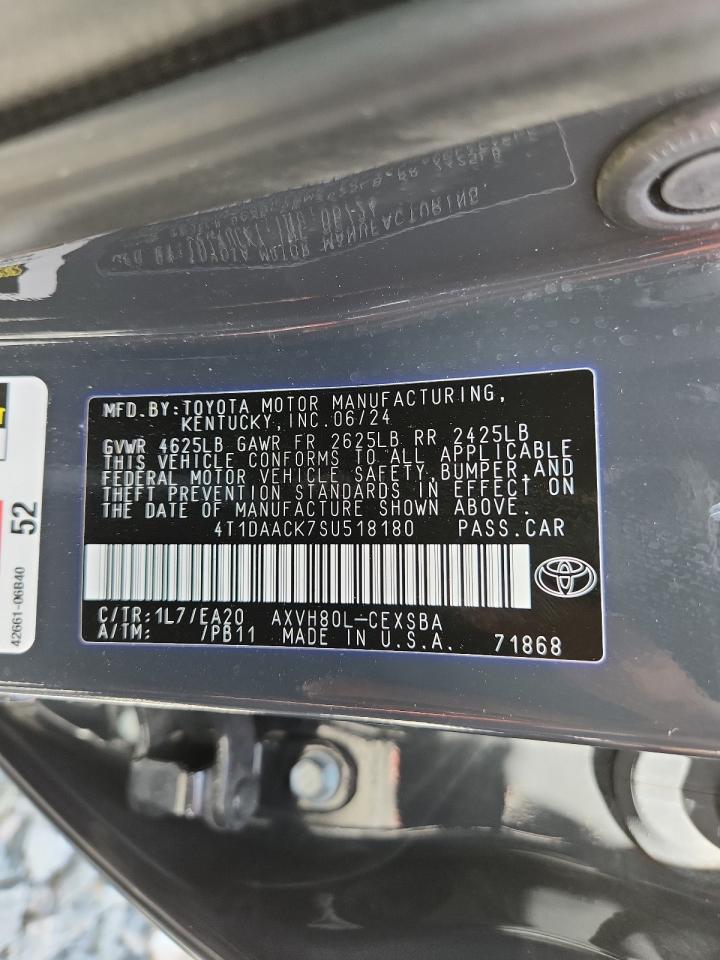 MFD.BY:TOYOTA MOTOR MANUFACTURING,
KENTUCKY, INC.06/24
GVWR 4625LB GAWR FR 2625LB RR 2425LB
THIS VEHICLE CONFORMS TO ALL APPLICABLE
FEDERAL MOTOR VEHICLE SAFETY,BUMPER,AND
THEFT PREVENTION STANDARDS IN EFFECT ON
THE DATE OF MANUFACTURE SHOWN ABOVE.
4T1DAACK7SU518180 PASS.CAR
C/TR:1L7/EA20 AXVH80L-CEXSBA
A/TM: /PB11 MADE IN U.S.A. 71868
52
42661-06B40